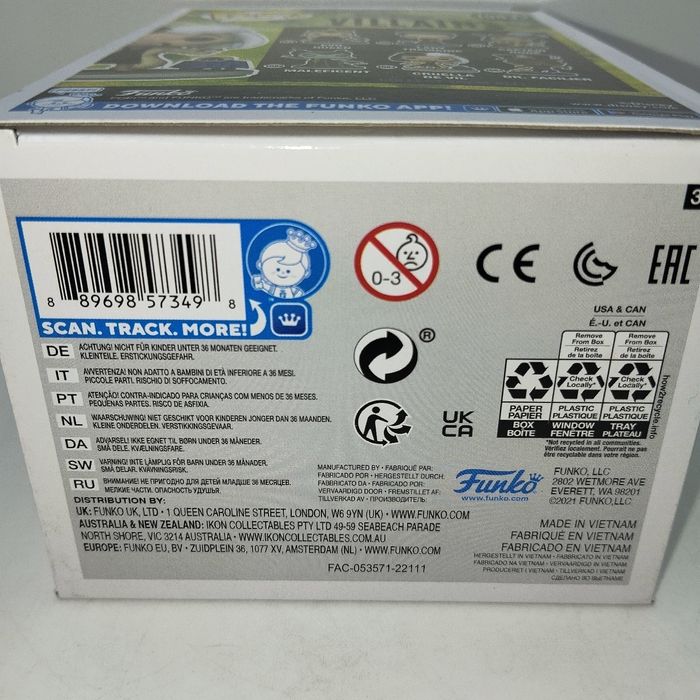 VILLAINS
MALEFICENT
CRUELLA
DR. FACILIER
Funko
DOWNLOAD THE FUNKO APP!
8 89698 57349 8
SCAN. TRACK. MORE!
0-3
CE
EAC
UK
CA
®
DE ACHTUNG! NICHT FÜR KINDER UNTER 36 MONATEN GEEIGNET.
KLEINTEILE. ERSTICKUNGSGEFAHR.
IT AVVERTENZA! NON ADATTO A BAMBINI DI ETÀ INFERIORE A 36 MESI.
PICCOLE PARTI. RISCHIO DI SOFFOCAMENTO.
PT ATENÇÃO! CONTRA-INDICADO PARA CRIANÇAS COM MENOS DE 36 MESES.
PEQUENAS PARTES. RISCO DE ASFIXIA.
NL WAARSCHUWING! NIET GESCHIKT VOOR KINDEREN JONGER DAN 36 MAANDEN.
KLEINE ONDERDELEN. VERSTIKKINGSGEVAAR.
DA ADVARSEL! IKKE EGNET TIL BØRN UNDER 36 MÅNEDER.
SMÅ DELE. KVÆLNINGSFARE.
SW VARNING! INTE LÄMPLIG FÖR BARN UNDER 36 MÅNADER.
SMÅ DELAR. KVÄVNINGSRISK.
RU ВНИМАНИЕ! НЕ ПРИГОДНО ДЛЯ ДЕТЕЙ МЛАДШЕ 36 МЕСЯЦЕВ.
МЕЛКИЕ ЧАСТИ. ОПАСНОСТЬ УДУШЬЯ.
USA & CAN
É.-U. et CAN
Remove From Box
Retirez de la boîte
Remove From Box
Retirez de la boîte
Check Locally*
Check Locally*
PAPER
PAPIER
BOX
BOÎTE
PLASTIC
PLASTIQUE
WINDOW
FENÊTRE
PLASTIC
PLASTIQUE
TRAY
PLATEAU
*Not recycled in all communities.
Vérifiez localement. Pourrait ne pas
être recyclable dans votre région.
how2recycle.info
MANUFACTURED BY • FABRIQUÉ PAR:
FABRICADO POR • HERGESTELLT DURCH:
FABBRICATO DA • FABRICADO POR:
VERVAARDIGD DOOR • FREMSTILLET AF:
TILLVERKAD AV • ПРОИЗВОДИТЕЛЬ:
Funko®
www.funko.com
FUNKO, LLC
2802 WETMORE AVE
EVERETT, WA 98201
©2021 FUNKO, LLC
DISTRIBUTION BY:
UK: FUNKO UK, LTD • 1 QUEEN CAROLINE STREET, LONDON, W6 9YN (UK) • WWW.FUNKO.COM
AUSTRALIA & NEW ZEALAND: IKON COLLECTABLES PTY LTD 49-59 SEABEACH PARADE
NORTH SHORE, VIC 3214 AUSTRALIA • WWW.IKONCOLLECTABLES.COM.AU
EUROPE: FUNKO EU, BV • ZUIDPLEIN 36, 1077 XV, AMSTERDAM (NL) • WWW.FUNKO.COM
MADE IN VIETNAM
FABRIQUÉ EN VIETNAM
FABRICADO EN VIETNAM
HERGESTELLT IN VIETNAM • FABBRICATO IN VIETNAM
FABRICADO NA VIETNAM • VERVAARDIGD IN VIETNAM
PRODUCERET I VIETNAM • TILLVERKAD I VIETNAM
СДЕЛАНО ВО ВЬЕТНАМЕ
FAC-053571-22111